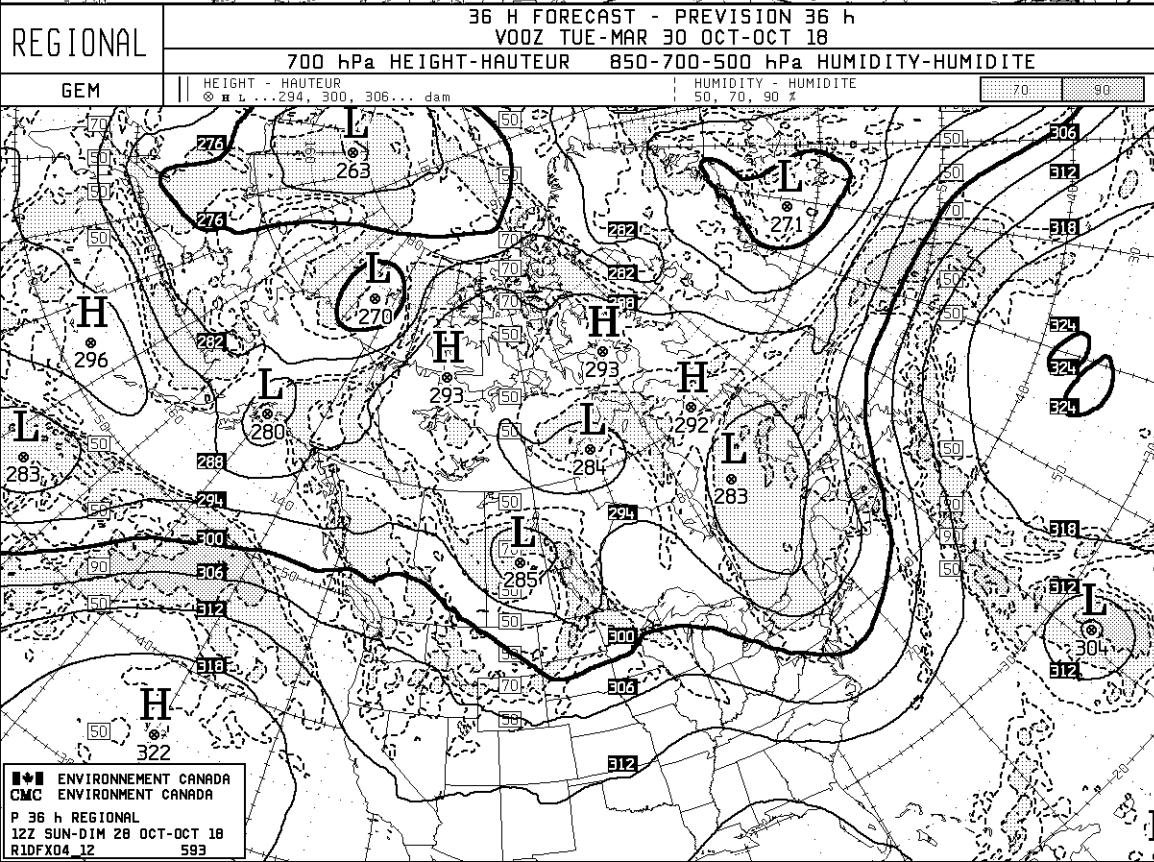 REGIONAL
36 H FORECAST - PREVISION 36 h
V00Z TUE-MAR 30 OCT-OCT 18
700 hPa HEIGHT-HAUTEUR 850-700-500 hPa HUMIDITY-HUMIDITE
GEM
HEIGHT - HAUTEUR
⊗ H L ...294, 300, 306... dam
HUMIDITY - HUMIDITE
50, 70, 90 %
70 90
L
263
276
276
L
271
282
282
306
312
318
L
270
H
296
282
H
293
H
293
H
292
L
280
L
284
L
283
L
283
288
294
300
306
312
318
294
L
285
300
306
312
324
324
324
318
312
L
304
312
H
322
ENVIRONNEMENT CANADA
CMC ENVIRONMENT CANADA
P 36 h REGIONAL
12Z SUN-DIM 28 OCT-OCT 18
R1DFX04_12 593